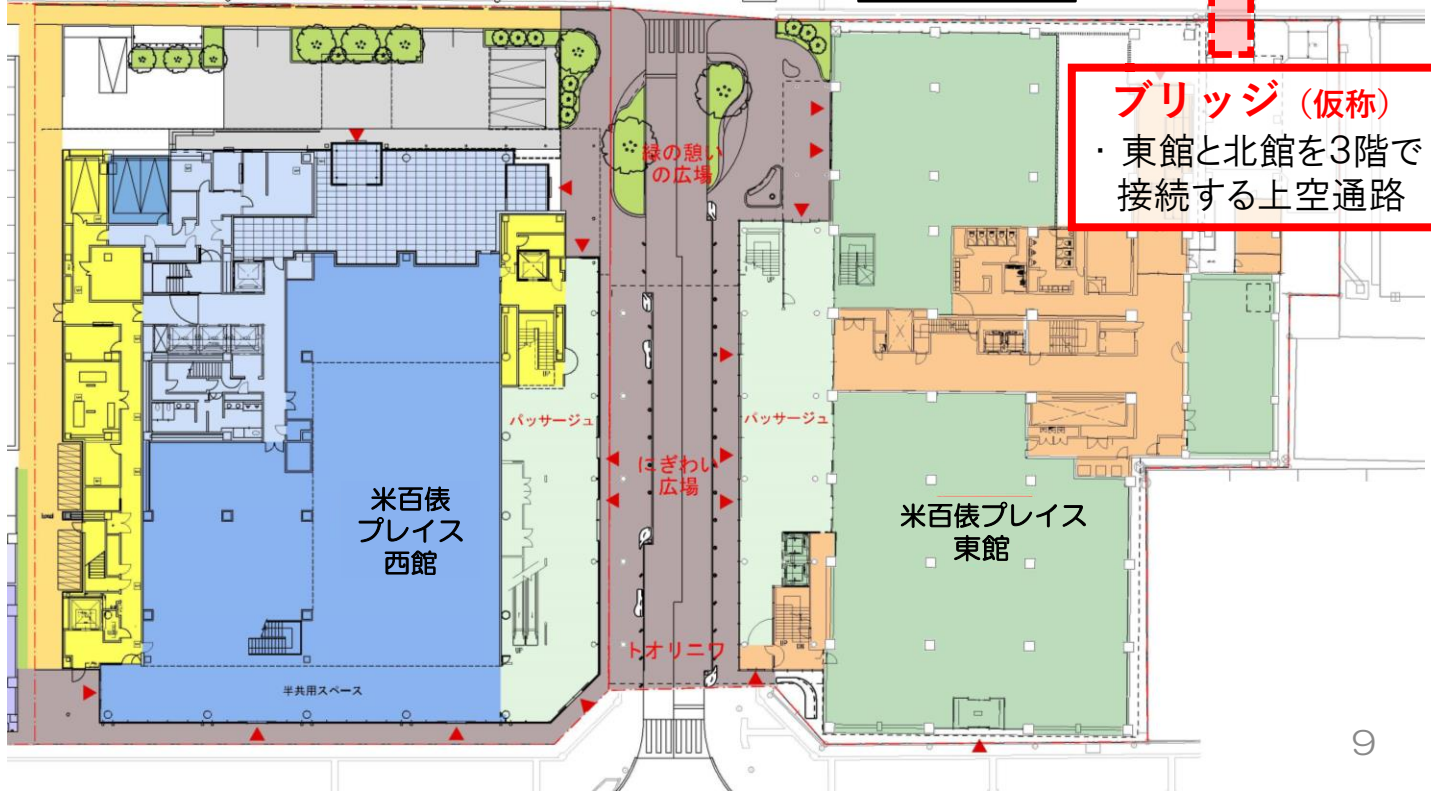 ブリッジ（仮称）
・東館と北館を3階で
接続する上空通路
緑の憩い
の広場
パッサージュ
パッサージュ
にぎわい
広場
米百俵
プレイス
西館
米百俵プレイス
東館
トオリニワ
半共用スペース
UP
UP
UP
UP
9